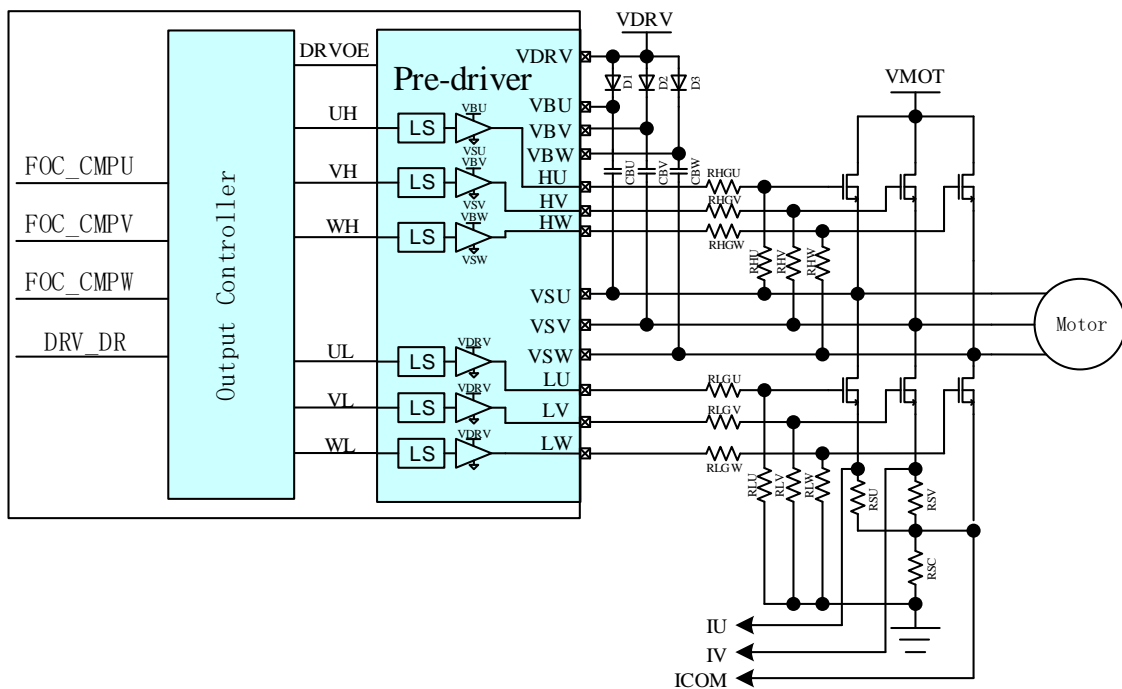 VDRV
DRVOE
VDRV
D1
D2
D3
VMOT
Pre-driver
VBU
VBV
VBW
UH
LS
VBU
VSU
CBU
CBV
CBW
FOC_CMPU
VH
LS
VBV
VSV
HU
HV
HW
RHGU
RHGV
RHGW
FOC_CMPV
WH
LS
VBW
VSW
RHU
RHV
RHW
FOC_CMPW
Output Controller
VSU
VSV
VSW
Motor
DRV_DR
UL
LS
VDRV
LU
RLGU
VL
LS
VDRV
LV
RLGV
WL
LS
VDRV
LW
RLGW
RLU
RLV
RLW
RSU
RSV
RSC
IU
IV
ICOM